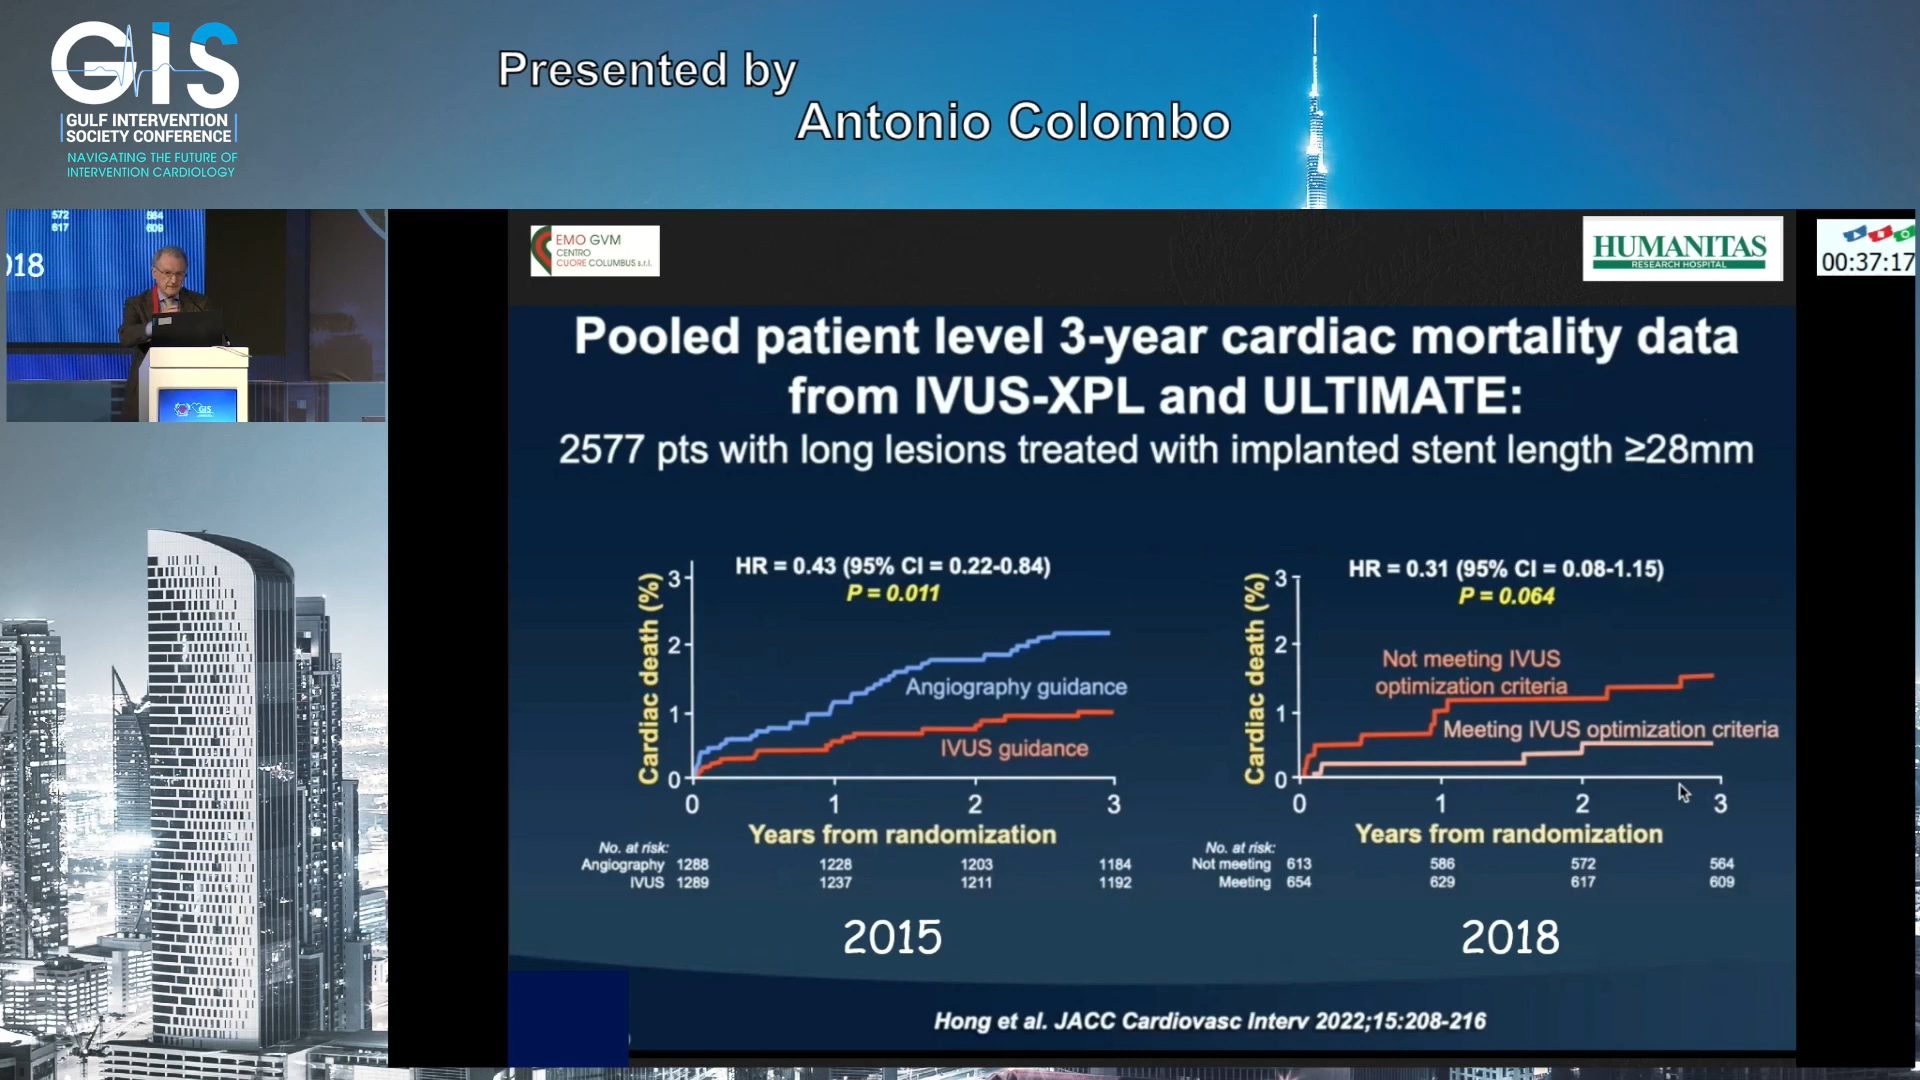 GIS
GULF INTERVENTION
SOCIETY CONFERENCE
NAVIGATING THE FUTURE OF
INTERVENTION CARDIOLOGY
Presented by
Antonio Colombo
572 564
617 609
018
GIS
EMO GVM
CENTRO
CUORE COLUMBUS s.r.l.
HUMANITAS
RESEARCH HOSPITAL
00:37:17
Pooled patient level 3-year cardiac mortality data
from IVUS-XPL and ULTIMATE:
2577 pts with long lesions treated with implanted stent length ≥28mm
HR = 0.43 (95% CI = 0.22-0.84)
P = 0.011
Cardiac death (%)
3
2
1
0
Angiography guidance
IVUS guidance
0 1 2 3
Years from randomization
No. at risk:
Angiography 1288 1228 1203 1184
IVUS 1289 1237 1211 1192
2015
HR = 0.31 (95% CI = 0.08-1.15)
P = 0.064
Cardiac death (%)
3
2
1
0
Not meeting IVUS
optimization criteria
Meeting IVUS optimization criteria
0 1 2 3
Years from randomization
No. at risk:
Not meeting 613 586 572 564
Meeting 654 629 617 609
2018
Hong et al. JACC Cardiovasc Interv 2022;15:208-216